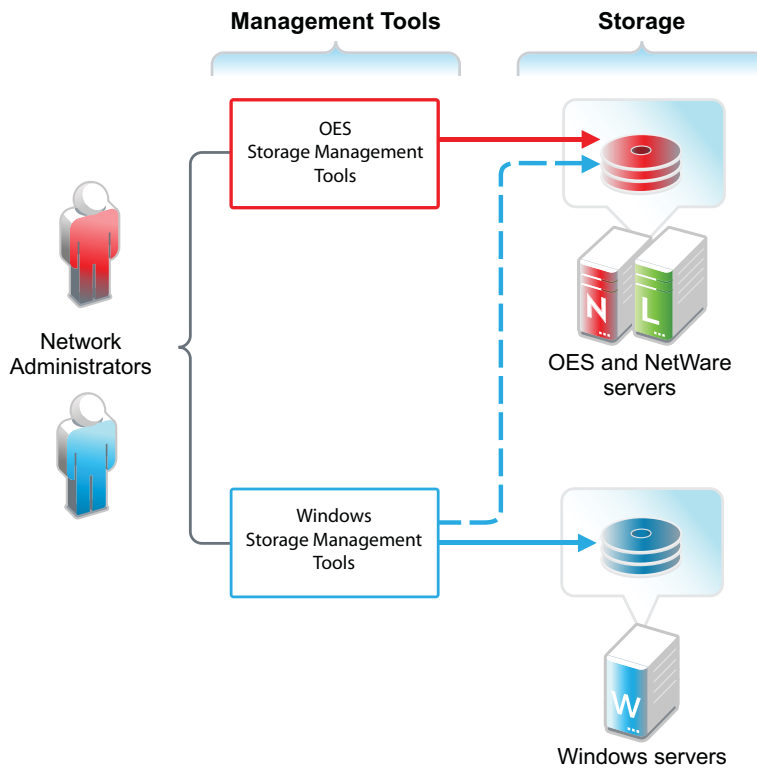 Management Tools
Storage
OES
Storage Management
Tools
N
L
Network
Administrators
OES and NetWare
servers
Windows
Storage Management
Tools
W
Windows servers